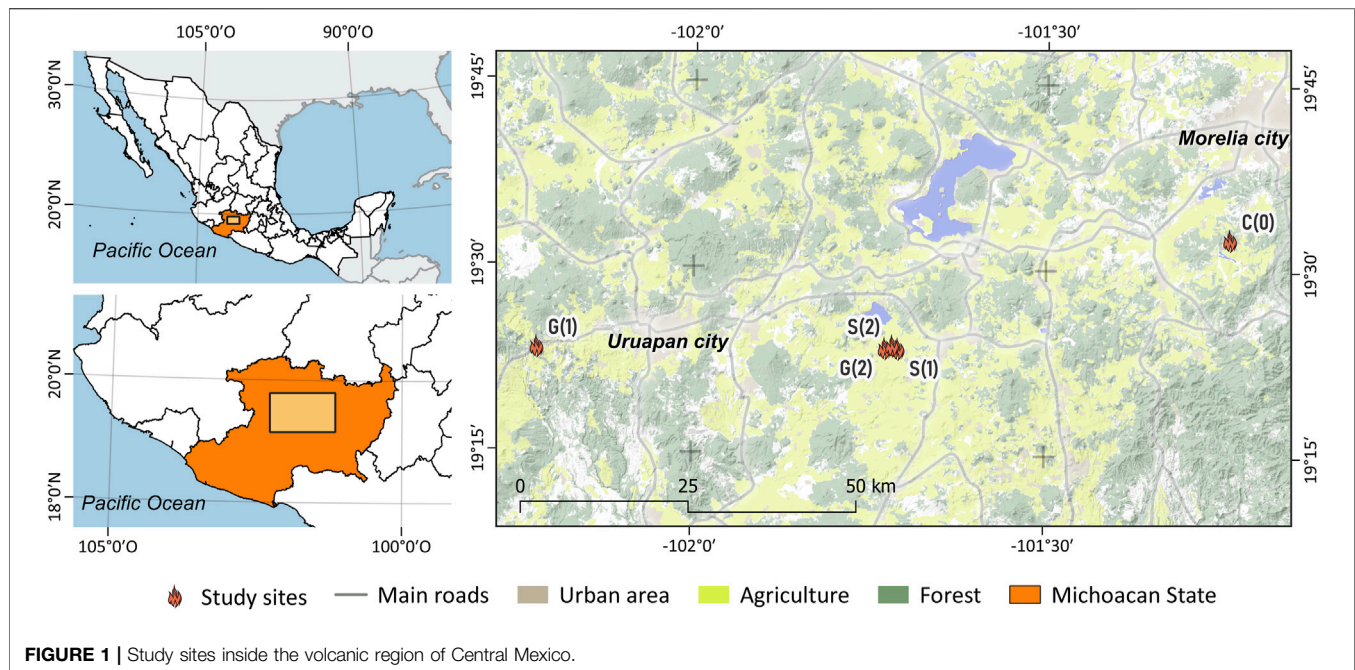 105°0'O 90°0'O
30°0'N
20°0'N
Pacific Ocean
20°0'N
18°0'N
Pacific Ocean
105°0'O 100°0'O
-102°0' -101°30'
19°45' 19°45'
Morelia city
C(0)
19°30' 19°30'
G(1)
Uruapan city
S(2)
G(2) S(1)
19°15' 19°15'
0 25 50 km
-102°0' -101°30'
Study sites Main roads Urban area Agriculture Forest Michoacan State
FIGURE 1 | Study sites inside the volcanic region of Central Mexico.